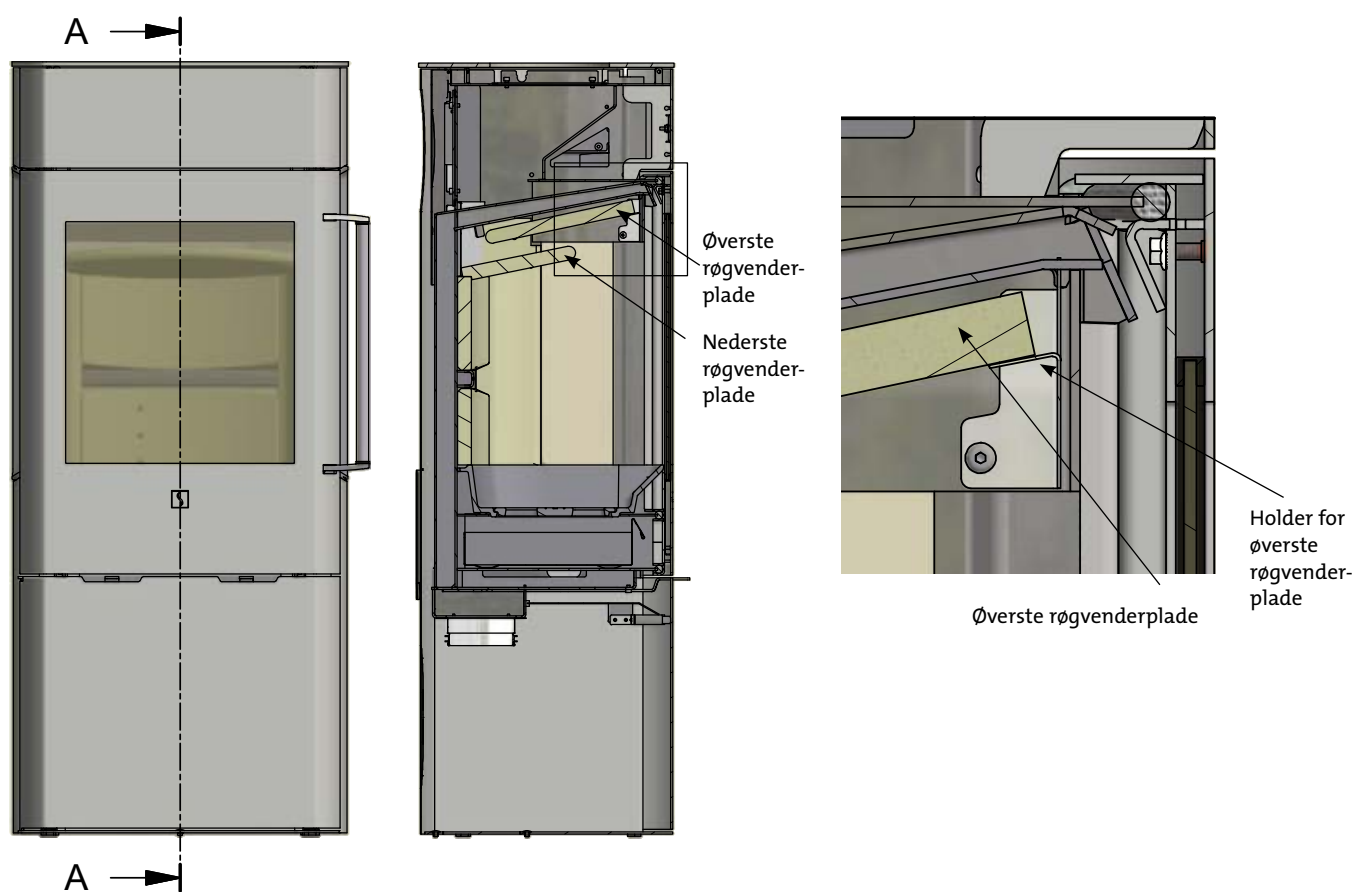 A
Øverste
røgvender-
plade
Nederste
røgvender-
plade
Holder for
øverste
røgvender-
plade
Øverste røgvenderplade
A